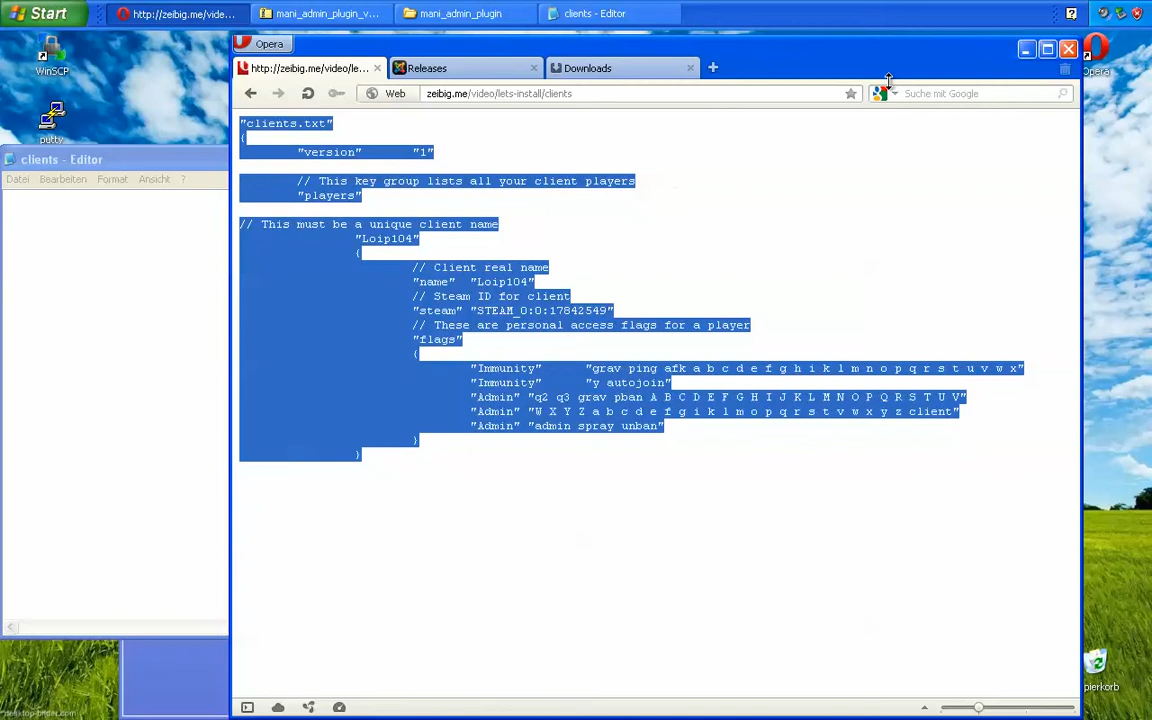 Start
http://zeibig.me/vide...
mani_admin_plugin_v...
mani_admin_plugin
clients - Editor
?
WinSCP
putty
Opera
Opera
http://zeibig.me/video/le...
Releases
Downloads
Web
zeibig.me/video/lets-install/clients
Suche mit Google
clients - Editor
Datei Bearbeiten Format Ansicht ?
"clients.txt"
{
"version" "1"
// This key group lists all your client players
"players"
// This must be a unique client name
"Loip104"
{
// Client real name
"name" "Loip104"
// Steam ID for client
"steam" "STEAM_0:0:17842549"
// These are personal access flags for a player
"flags"
{
"Immunity" "grav ping afk a b c d e f g h i k l m n o p q r s t u v w x"
"Immunity" "y autojoin"
"Admin" "q2 q3 grav pban A B C D E F G H I J K L M N O P Q R S T U V"
"Admin" "W X Y Z a b c d e f g i k l m o p q r s t v w x y z client"
"Admin" "admin spray unban"
}
}
pierkorb